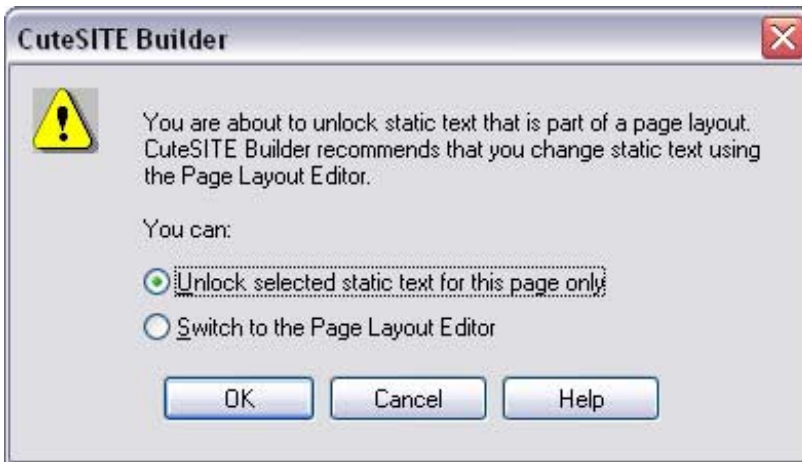 CuteSITE Builder
You are about to unlock static text that is part of a page layout.
CuteSITE Builder recommends that you change static text using
the Page Layout Editor.
You can:
Unlock selected static text for this page only
Switch to the Page Layout Editor
OK Cancel Help